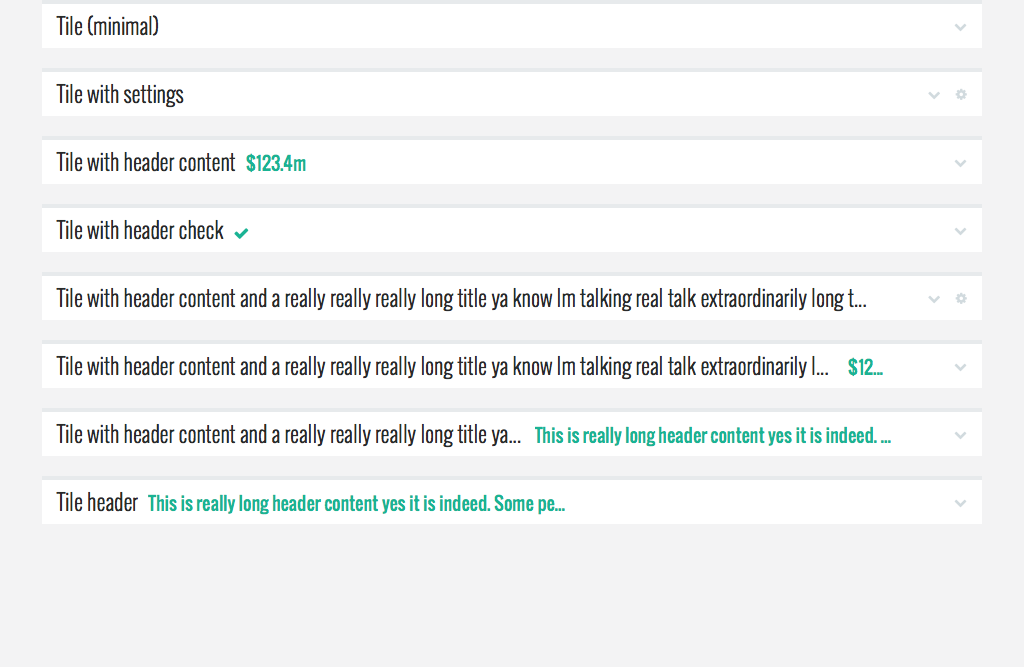 Tile (minimal)
Tile with settings
Tile with header content $123.4m
Tile with header check
Tile with header content and a really really really long title ya know Im talking real talk extraordinarily long t...
Tile with header content and a really really really long title ya know Im talking real talk extraordinarily l... $12...
Tile with header content and a really really really long title ya... This is really long header content yes it is indeed. ...
Tile header This is really long header content yes it is indeed. Some pe...